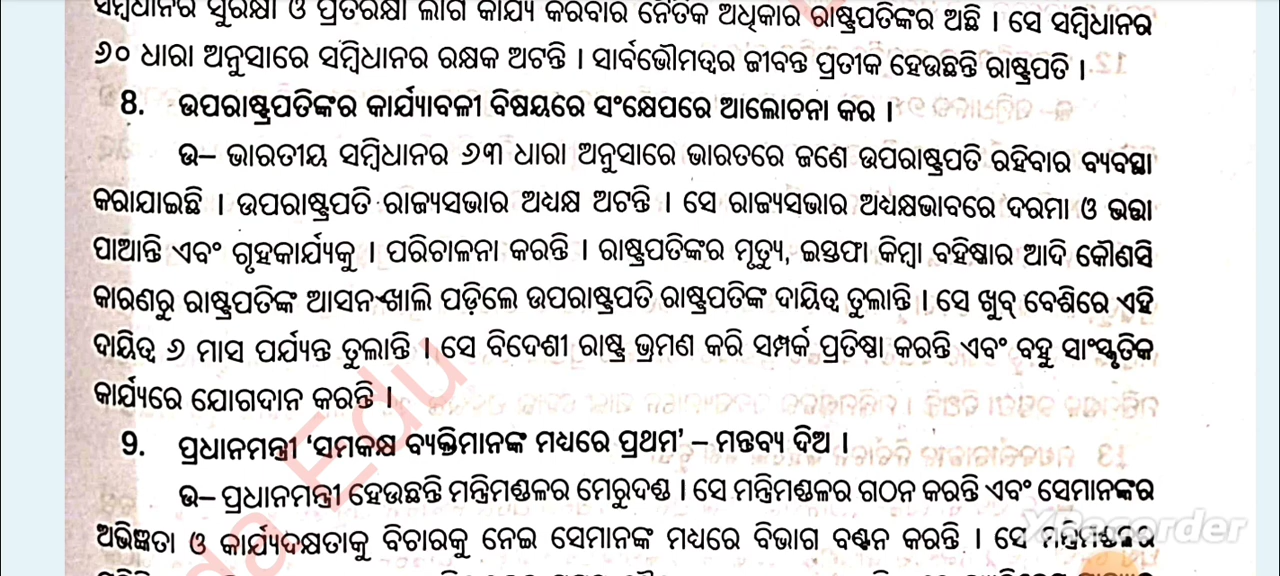 ସମ୍ବିଧାନର ସୁରକ୍ଷା ଓ ପ୍ରତିରକ୍ଷା ଲାଗି କାର୍ଯ୍ୟ କରିବାର ନୈତିକ ଅଧିକାର ରାଷ୍ଟ୍ରପତିଙ୍କର ଅଛି । ସେ ସମ୍ବିଧାନର
୬୦ ଧାରା ଅନୁସାରେ ସମ୍ବିଧାନର ରକ୍ଷକ ଅଟନ୍ତି । ସାର୍ବଭୌମତ୍ୱର ଜୀବନ୍ତ ପ୍ରତୀକ ହେଉଛନ୍ତି ରାଷ୍ଟ୍ରପତି ।
8. ଉପରାଷ୍ଟ୍ରପତିଙ୍କର କାର୍ଯ୍ୟାବଳୀ ବିଷୟରେ ସଂକ୍ଷେପରେ ଆଲୋଚନା କର ।
ଉ– ଭାରତୀୟ ସମ୍ବିଧାନର ୬୩ ଧାରା ଅନୁସାରେ ଭାରତରେ ଜଣେ ଉପରାଷ୍ଟ୍ରପତି ରହିବାର ବ୍ୟବସ୍ଥା
କରାଯାଇଛି । ଉପରାଷ୍ଟ୍ରପତି ରାଜ୍ୟସଭାର ଅଧ୍ୟକ୍ଷ ଅଟନ୍ତି । ସେ ରାଜ୍ୟସଭାର ଅଧ୍ୟକ୍ଷଭାବରେ ଦରମା ଓ ଭତ୍ତା
ପାଆନ୍ତି ଏବଂ ଗୃହକାର୍ଯ୍ୟକୁ । ପରିଚାଳନା କରନ୍ତି । ରାଷ୍ଟ୍ରପତିଙ୍କର ମୃତ୍ୟୁ, ଇସ୍ତଫା କିମ୍ବା ବହିଷ୍କାର ଆଦି କୌଣସି
କାରଣରୁ ରାଷ୍ଟ୍ରପତିଙ୍କ ଆସନ ଖାଲି ପଡ଼ିଲେ ଉପରାଷ୍ଟ୍ରପତି ରାଷ୍ଟ୍ରପତିଙ୍କ ଦାୟିତ୍ୱ ତୁଲାନ୍ତି । ସେ ଖୁବ୍ ବେଶିରେ ଏହି
ଦାୟିତ୍ୱ ୬ ମାସ ପର୍ଯ୍ୟନ୍ତ ତୁଲାନ୍ତି । ସେ ବିଦେଶୀ ରାଷ୍ଟ୍ର ଭ୍ରମଣ କରି ସମ୍ପର୍କ ପ୍ରତିଷ୍ଠା କରନ୍ତି ଏବଂ ବହୁ ସାଂସ୍କୃତିକ
କାର୍ଯ୍ୟରେ ଯୋଗଦାନ କରନ୍ତି ।
9. ପ୍ରଧାନମନ୍ତ୍ରୀ ‘ସମକକ୍ଷ ବ୍ୟକ୍ତିମାନଙ୍କ ମଧ୍ୟରେ ପ୍ରଥମ’ – ମନ୍ତବ୍ୟ ଦିଅ ।
ଉ– ପ୍ରଧାନମନ୍ତ୍ରୀ ହେଉଛନ୍ତି ମନ୍ତ୍ରିମଣ୍ଡଳର ମେରୁଦଣ୍ଡ । ସେ ମନ୍ତ୍ରିମଣ୍ଡଳର ଗଠନ କରନ୍ତି ଏବଂ ସେମାନଙ୍କର
ଅଭିଜ୍ଞତା ଓ କାର୍ଯ୍ୟଦକ୍ଷତାକୁ ବିଚାରକୁ ନେଇ ସେମାନଙ୍କ ମଧ୍ୟରେ ବିଭାଗ ବଣ୍ଟନ କରନ୍ତି । ସେ ମନ୍ତ୍ରିମଣ୍ଡଳର
XRecorder
Edu